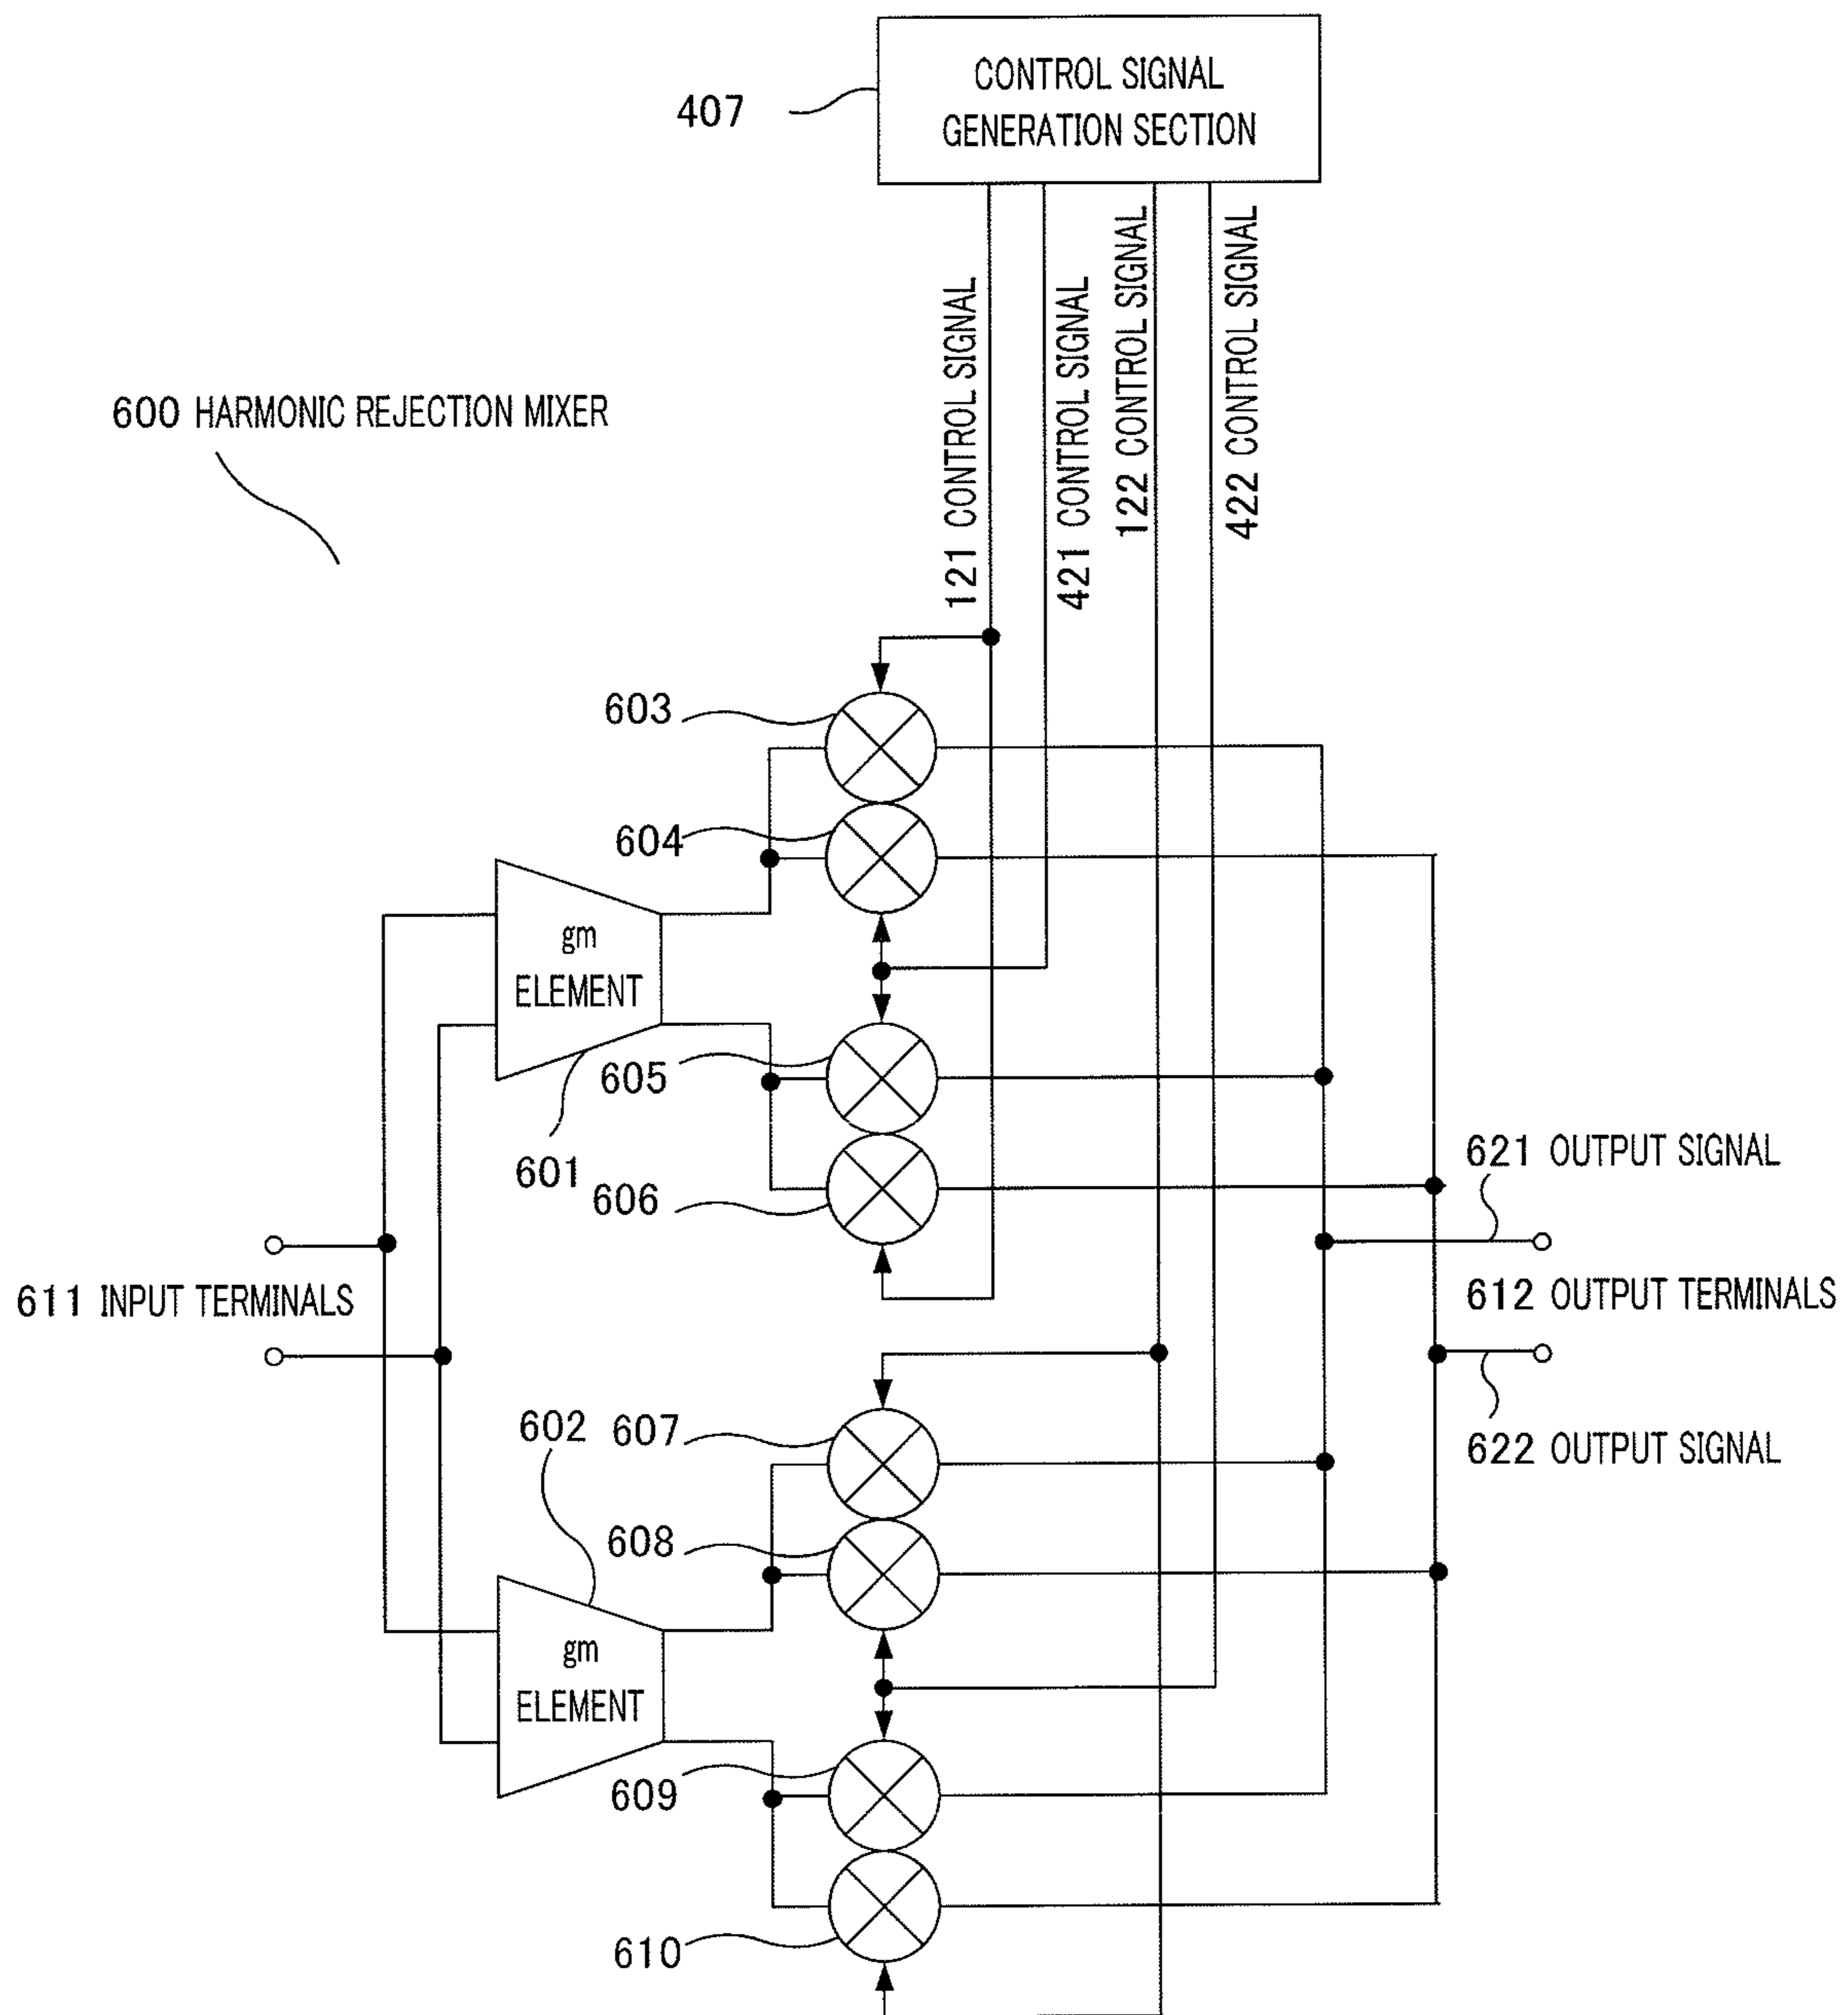 CONTROL SIGNAL
GENERATION SECTION
407
121 CONTROL SIGNAL
421 CONTROL SIGNAL
122 CONTROL SIGNAL
422 CONTROL SIGNAL
600 HARMONIC REJECTION MIXER
603
604
gm
ELEMENT
605
601
606
621 OUTPUT SIGNAL
611 INPUT TERMINALS
612 OUTPUT TERMINALS
602
607
622 OUTPUT SIGNAL
608
gm
ELEMENT
609
610